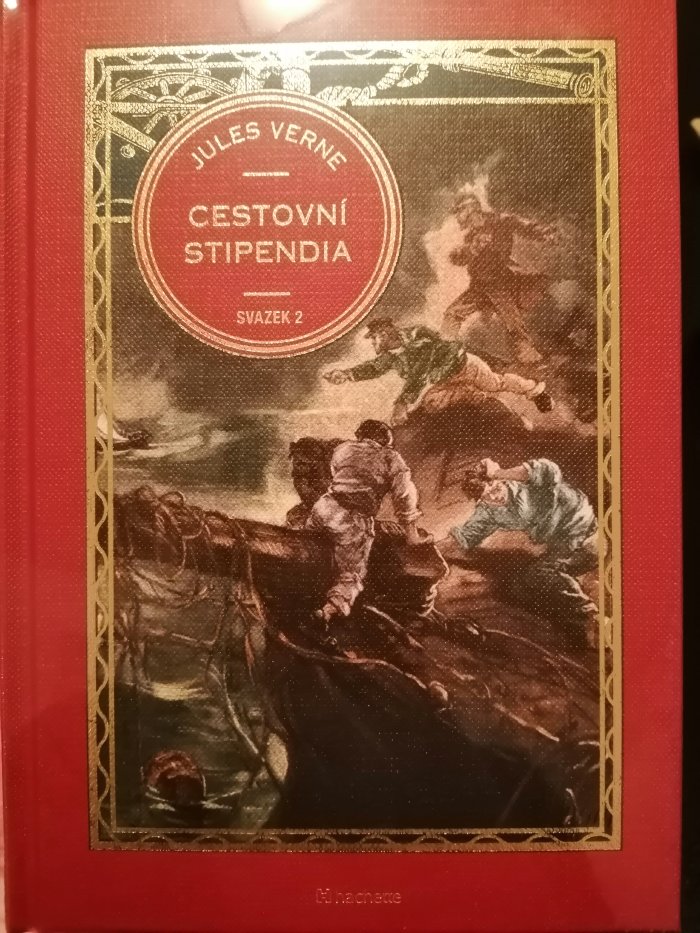 JULES VERNE
CESTOVNÍ
STIPENDIA
SVAZEK 2
hachette